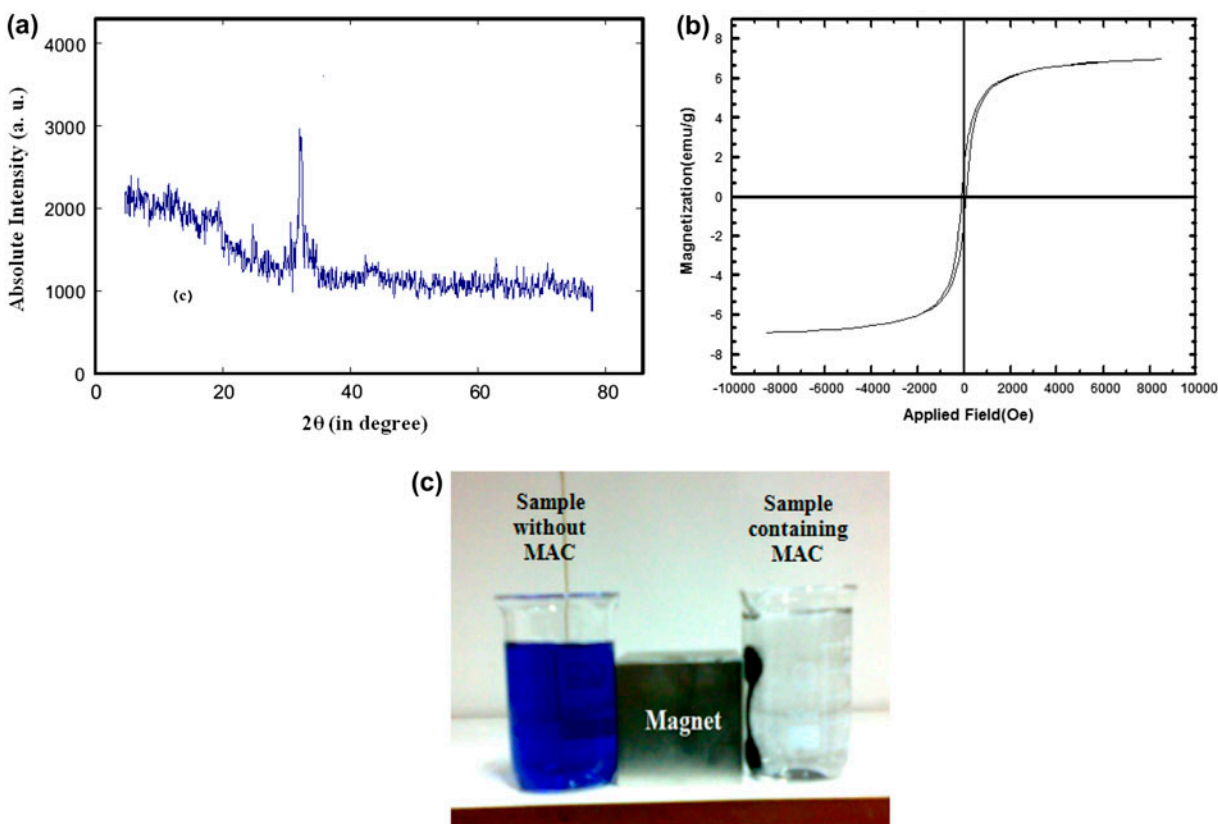 (a)
4000
3000
2000
1000
0
Absolute Intensity (a. u.)
(c)
0
20
40
60
80
2θ (in degree)
(b)
8
6
4
2
0
-2
-4
-6
-8
Magnetization(emu/g)
-10000
-8000
-6000
-4000
-2000
0
2000
4000
6000
8000
10000
Applied Field(Oe)
(c)
Sample
without
MAC
Sample
containing
MAC
Magnet